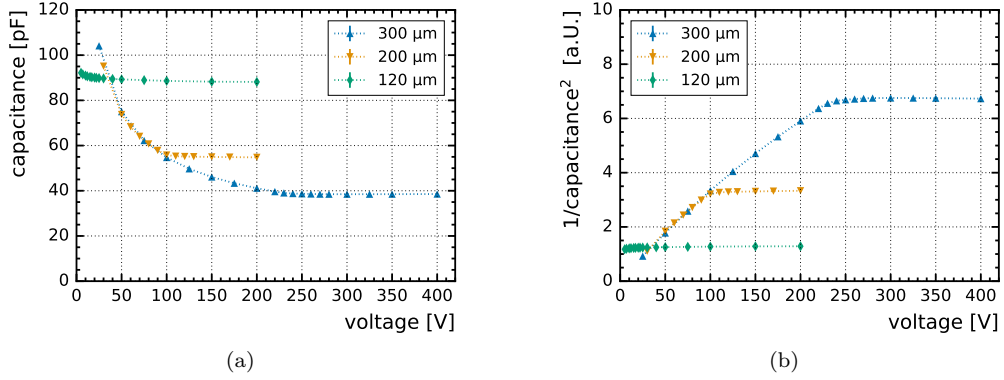 120
100
80
60
40
20
0
capacitance [pF]
300 μm
200 μm
120 μm
0 50 100 150 200 250 300 350 400
voltage [V]
(a)
10
8
6
4
2
0
1/capacitance² [a.U.]
300 μm
200 μm
120 μm
0 50 100 150 200 250 300 350 400
voltage [V]
(b)